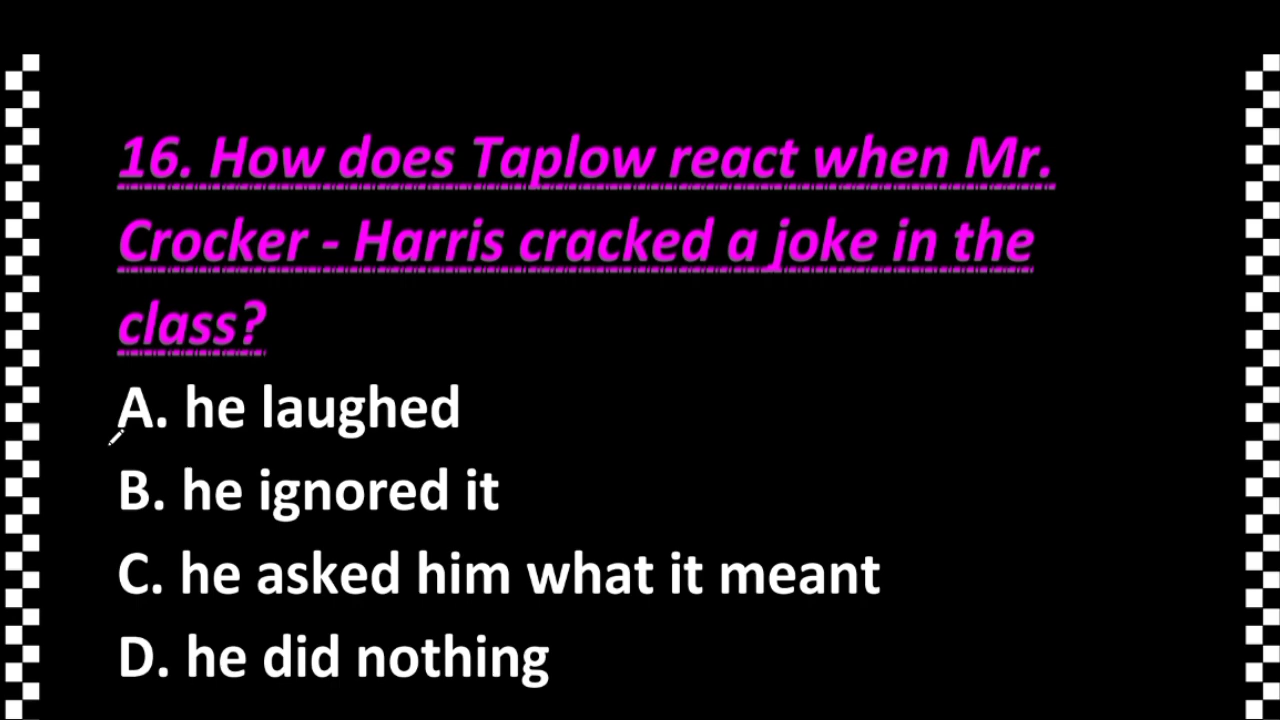 16. How does Taplow react when Mr.
Crocker - Harris cracked a joke in the
class?
A. he laughed
B. he ignored it
C. he asked him what it meant
D. he did nothing